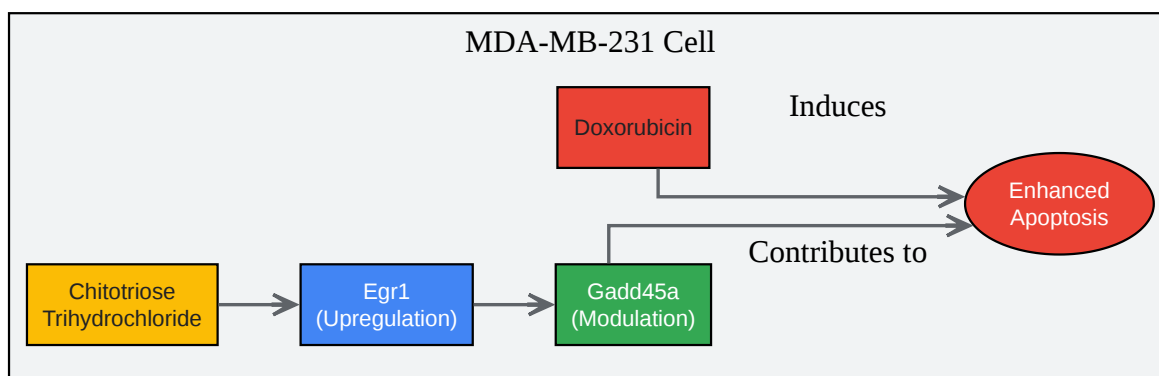 MDA-MB-231 Cell
Doxorubicin
Induces
Enhanced
Apoptosis
Contributes to
Chitotriose
Trihydrochloride
Egr1
(Upregulation)
Gadd45a
(Modulation)